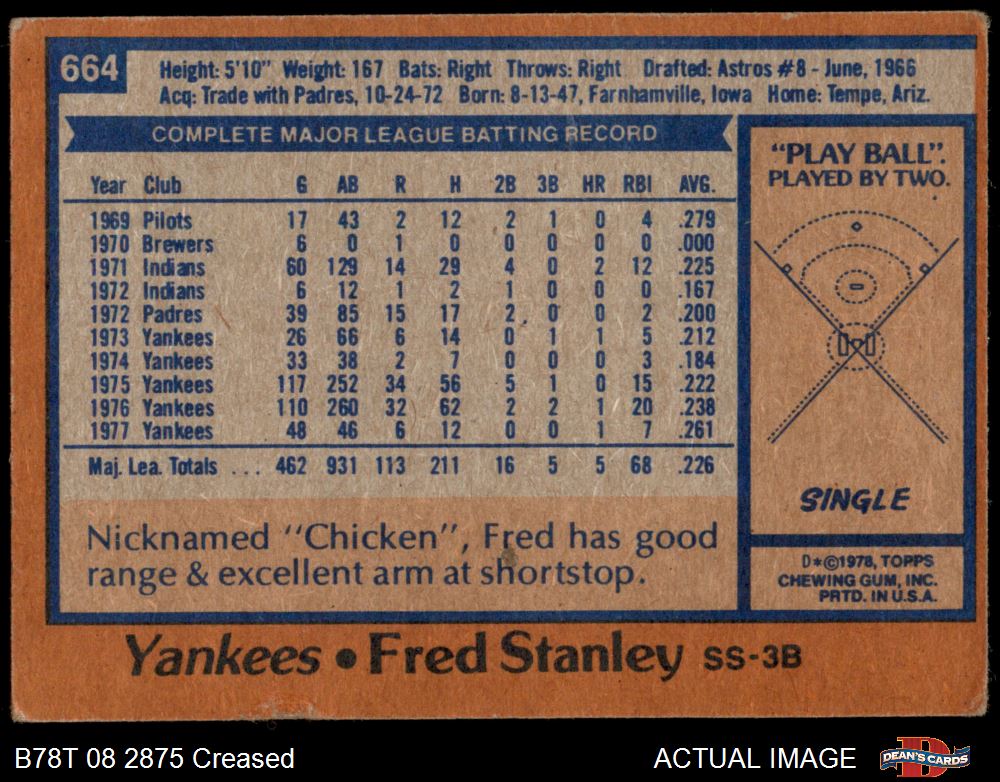 664
Height: 5'10" Weight: 167 Bats: Right Throws: Right Drafted: Astros #8 - June, 1966
Acq: Trade with Padres, 10-24-72 Born: 8-13-47, Farnhamville, Iowa Home: Tempe, Ariz.
COMPLETE MAJOR LEAGUE BATTING RECORD
Year Club G AB R H 2B 3B HR RBI AVG.
1969 Pilots 17 43 2 12 2 1 0 4 .279
1970 Brewers 6 0 1 0 0 0 0 0 .000
1971 Indians 60 129 14 29 4 0 2 12 .225
1972 Indians 6 12 1 2 1 0 0 0 .167
1972 Padres 39 85 15 17 2 0 0 2 .200
1973 Yankees 26 66 6 14 0 1 1 5 .212
1974 Yankees 33 38 2 7 0 0 0 3 .184
1975 Yankees 117 252 34 56 5 1 0 15 .222
1976 Yankees 110 260 32 62 2 2 1 20 .238
1977 Yankees 48 46 6 12 0 0 1 7 .261
Maj. Lea. Totals ... 462 931 113 211 16 5 5 68 .226
Nicknamed "Chicken", Fred has good
range & excellent arm at shortstop.
"PLAY BALL".
PLAYED BY TWO.
SINGLE
D*©1978, TOPPS
CHEWING GUM, INC.
PRTD. IN U.S.A.
Yankees • Fred Stanley SS-3B
B78T 08 2875 Creased
ACTUAL IMAGE
DEAN'S CARDS